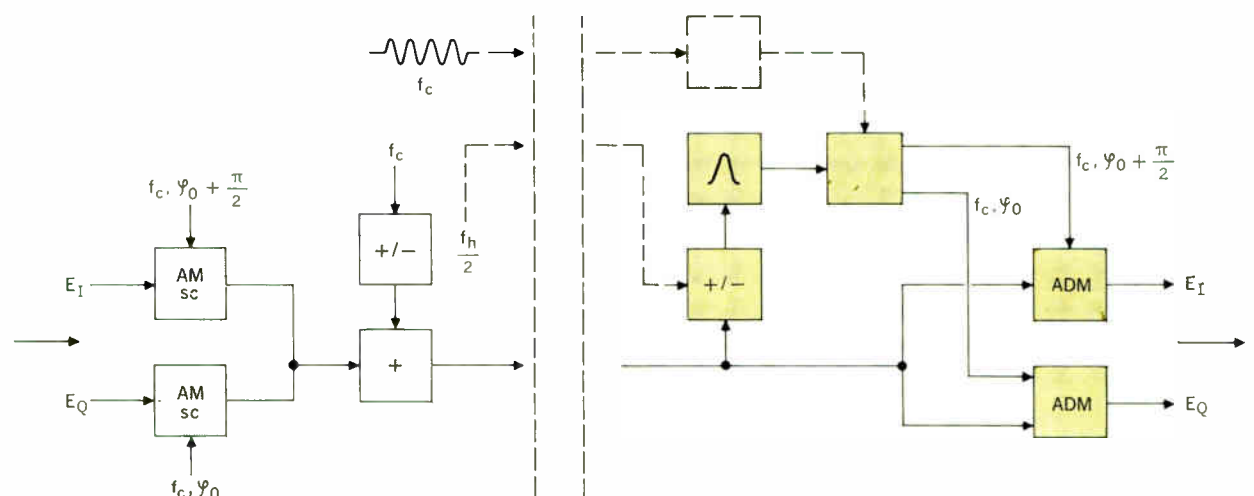 f_c
f_c
f_c, φ_0 + π/2
+/-
f_h/2
E_I
AM
sc
+
E_Q
AM
sc
f_c, φ_0
f_c, φ_0 + π/2
f_c, φ_0
+/-
ADM
E_I
ADM
E_Q